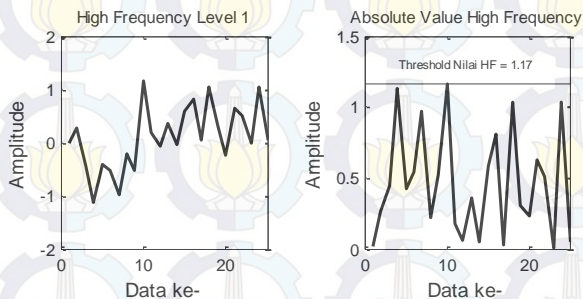 High Frequency Level 1
2
1
0
-1
-2
Amplitude
0
10
20
Data ke-
Absolute Value High Frequency
1.5
1
0.5
0
Amplitude
Threshold Nilai HF = 1.17
0
10
20
Data ke-